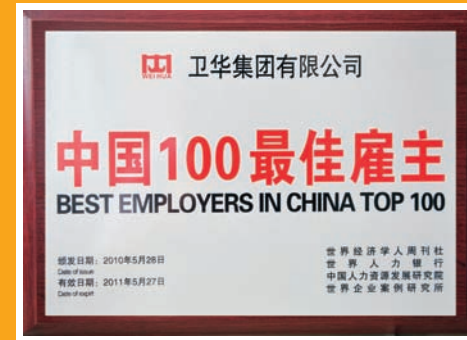 WEIHUA
卫华集团有限公司
中国100最佳雇主
BEST EMPLOYERS IN CHINA TOP 100
颁发日期：2010年5月28日
Date of issue
有效日期：2011年5月27日
Date of expirt
世界经济学人周刊社
世界人力银行
中国人力资源发展研究院
世界企业案例研究所